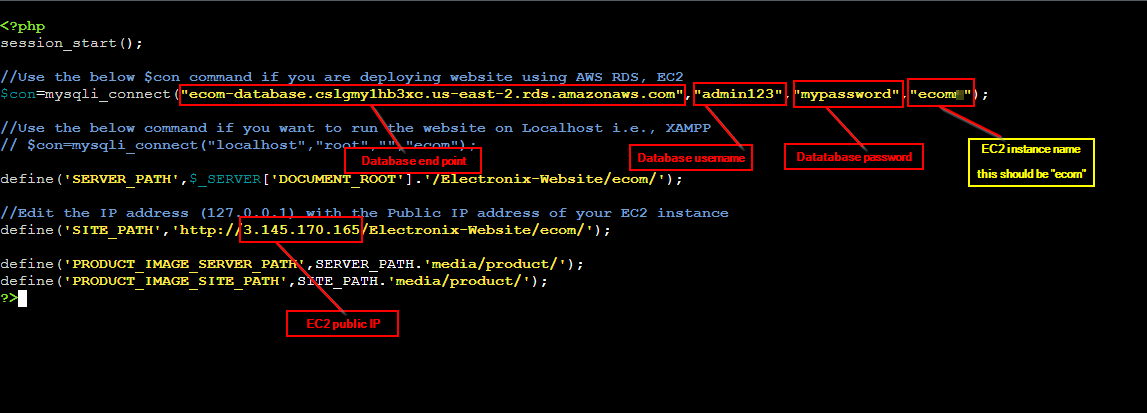 <?php
session_start();
//Use the below $con command if you are deploying website using AWS RDS, EC2
$con=mysqli_connect("ecom-database.cslgmy1hb3xc.us-east-2.rds.amazonaws.com","admin123","mypassword","ecom");
//Use the below command if you want to run the website on Localhost i.e., XAMPP
// $con=mysqli_connect("localhost","root","","ecom");
Database end point
Database username
Datatabase password
EC2 instance name
this should be "ecom"
define('SERVER_PATH',$_SERVER['DOCUMENT_ROOT'].'/Electronix-Website/ecom/');
//Edit the IP address (127.0.0.1) with the Public IP address of your EC2 instance
define('SITE_PATH','http://3.145.170.165/Electronix-Website/ecom/');
define('PRODUCT_IMAGE_SERVER_PATH',SERVER_PATH.'media/product/');
define('PRODUCT_IMAGE_SITE_PATH',SITE_PATH.'media/product/');
?>
EC2 public IP